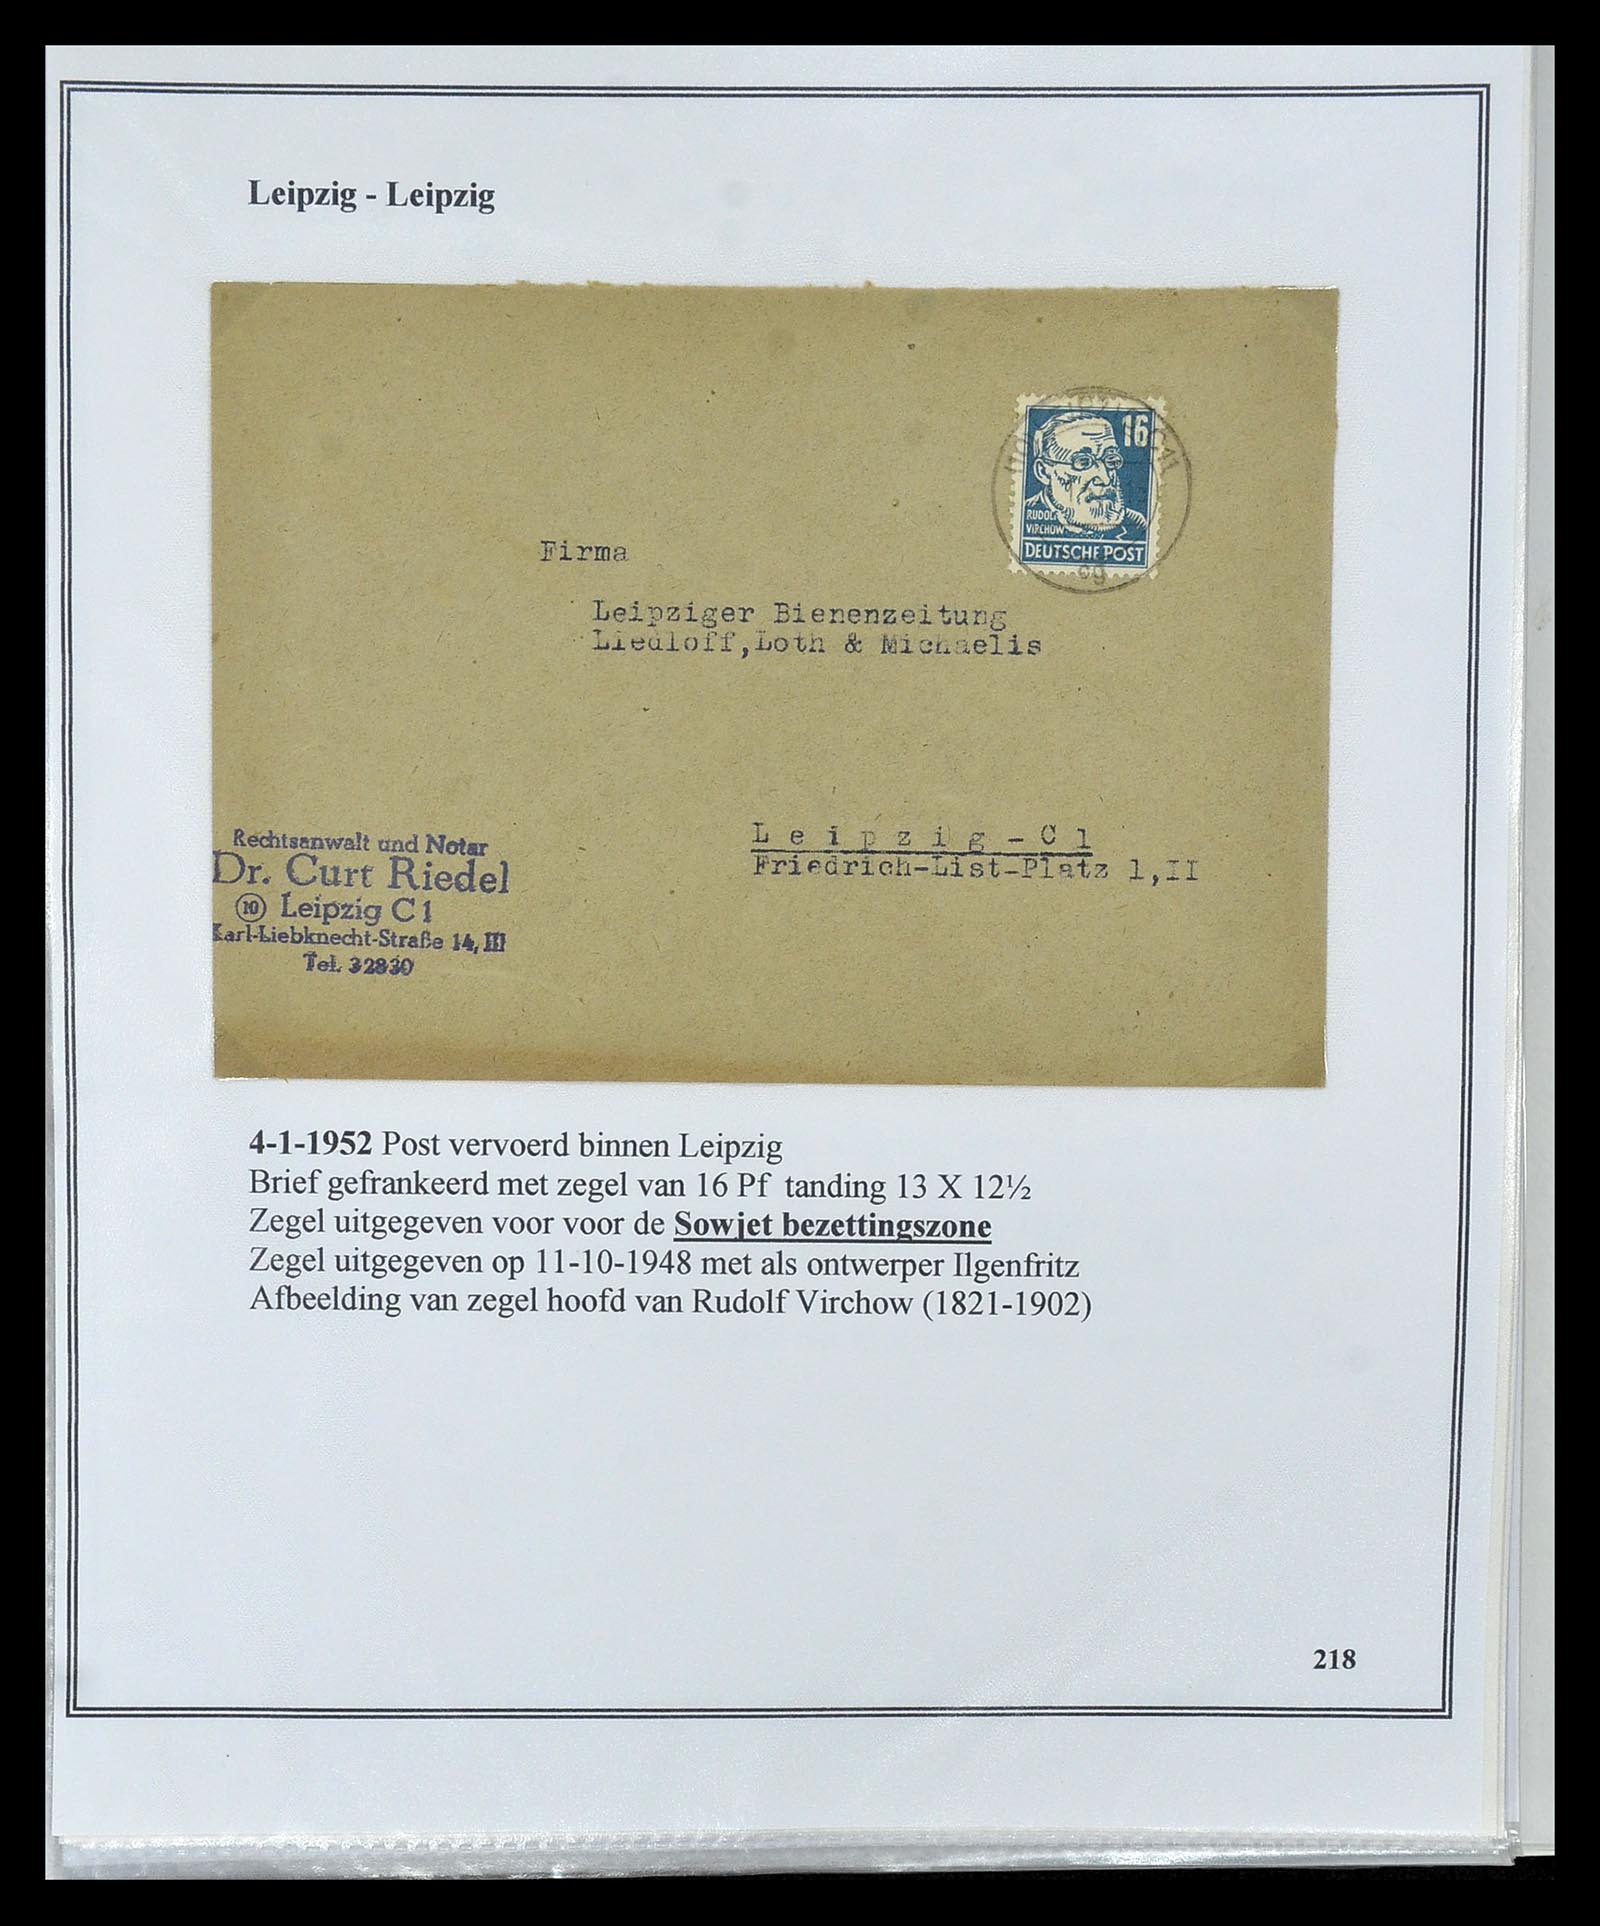 Leipzig - Leipzig
16
RUDOLF
VIRCHOW
DEUTSCHE POST
cg
Firma
Leipziger Bienenzeitung
Liedloff,Loth & Michaelis
L e i p z i g - C 1
Friedrich-List-Platz 1,II
Rechtsanwalt und Notar
Dr. Curt Riedel
10 Leipzig C 1
Karl-Liebknecht-Straße 14, III
Tel. 32830
4-1-1952 Post vervoerd binnen Leipzig
Brief gefrankeerd met zegel van 16 Pf tanding 13 X 12½
Zegel uitgegeven voor voor de Sowjet bezettingszone
Zegel uitgegeven op 11-10-1948 met als ontwerper Ilgenfritz
Afbeelding van zegel hoofd van Rudolf Virchow (1821-1902)
218